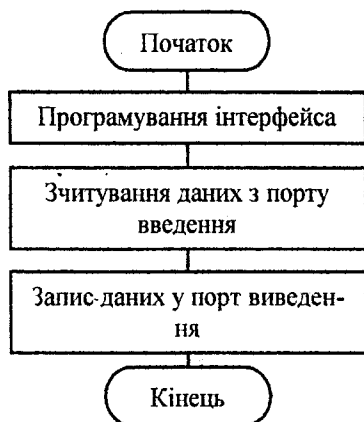 Початок
Програмування інтерфейса
Зчитування даних з порту
введення
Запис даних у порт виведен-
ня
Кінець